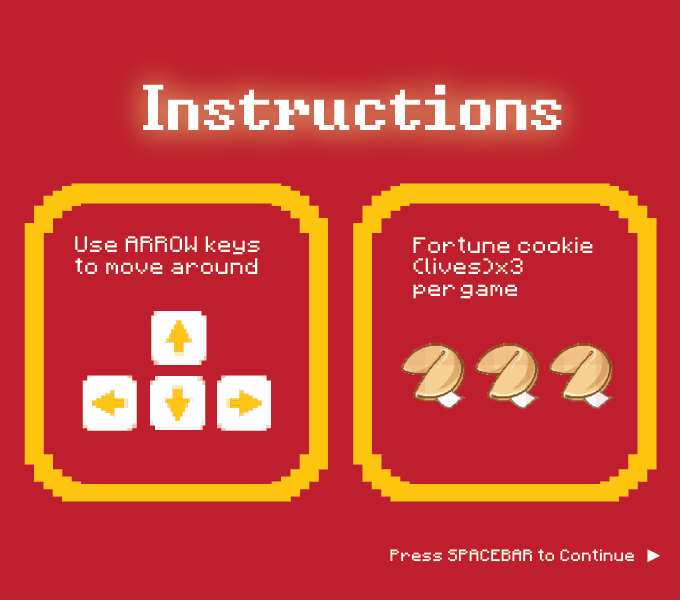 Instructions
Use ARROW keys
to move around
Fortune cookie
(lives)x3
per game
Press SPACEBAR to Continue